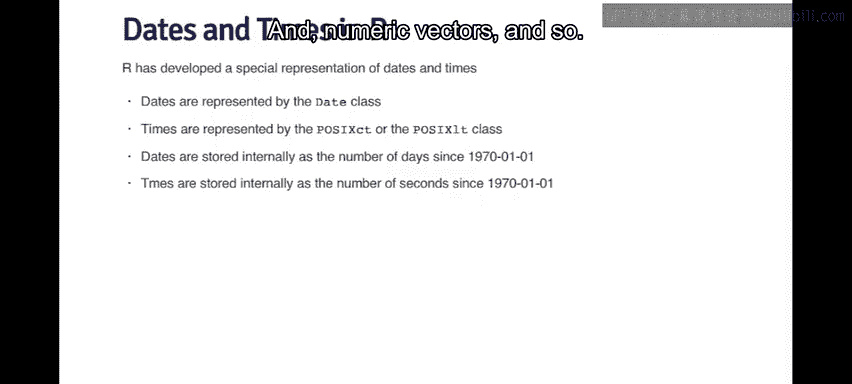 Dates and Times in R
And, numeric vectors, and so.
R has developed a special representation of dates and times
· Dates are represented by the Date class
· Times are represented by the POSIXct or the POSIXlt class
· Dates are stored internally as the number of days since 1970-01-01
· Tmes are stored internally as the number of seconds since 1970-01-01